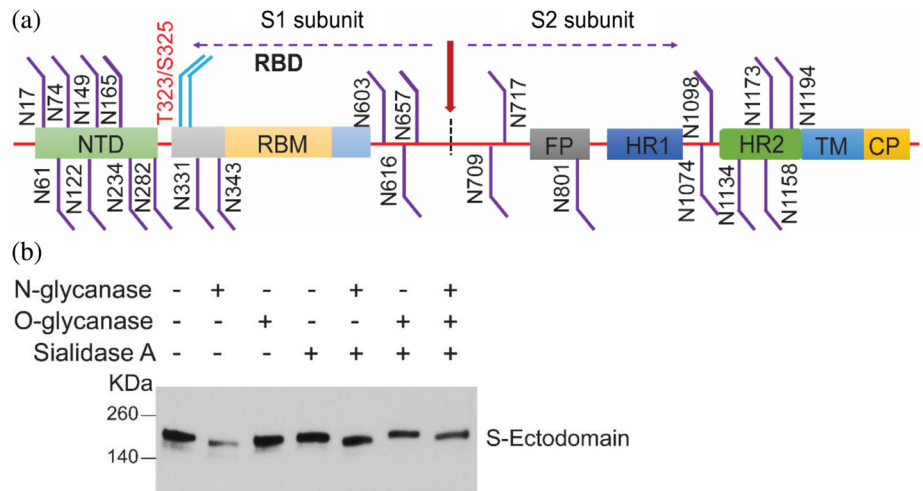 (a)
S1 subunit
S2 subunit
RBD
T323/S325
N17
N74
N149
N165
N603
N657
N717
N1098
N1173
N1194
NTD
RBM
FP
HR1
HR2
TM
CP
N61
N122
N234
N282
N331
N343
N616
N709
N801
N1074
N1134
N1158
(b)
N-glycanase - + - - + - +
O-glycanase - - + - - + +
Sialidase A - - - + + + +
KDa
260
S-Ectodomain
140